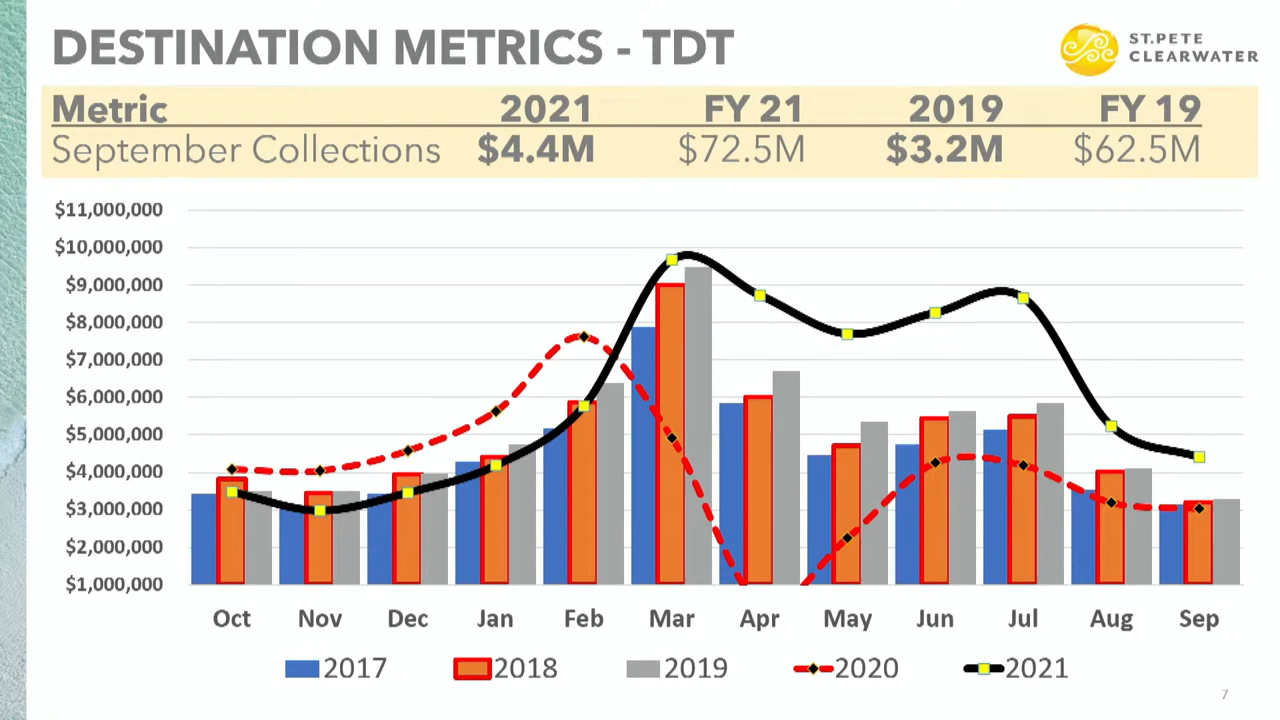 DESTINATION METRICS - TDT
ST.PETE
CLEARWATER
Metric 2021 FY 21 2019 FY 19
September Collections $4.4M $72.5M $3.2M $62.5M
$11,000,000
$10,000,000
$9,000,000
$8,000,000
$7,000,000
$6,000,000
$5,000,000
$4,000,000
$3,000,000
$2,000,000
$1,000,000
Oct Nov Dec Jan Feb Mar Apr May Jun Jul Aug Sep
2017 2018 2019 2020 2021
7